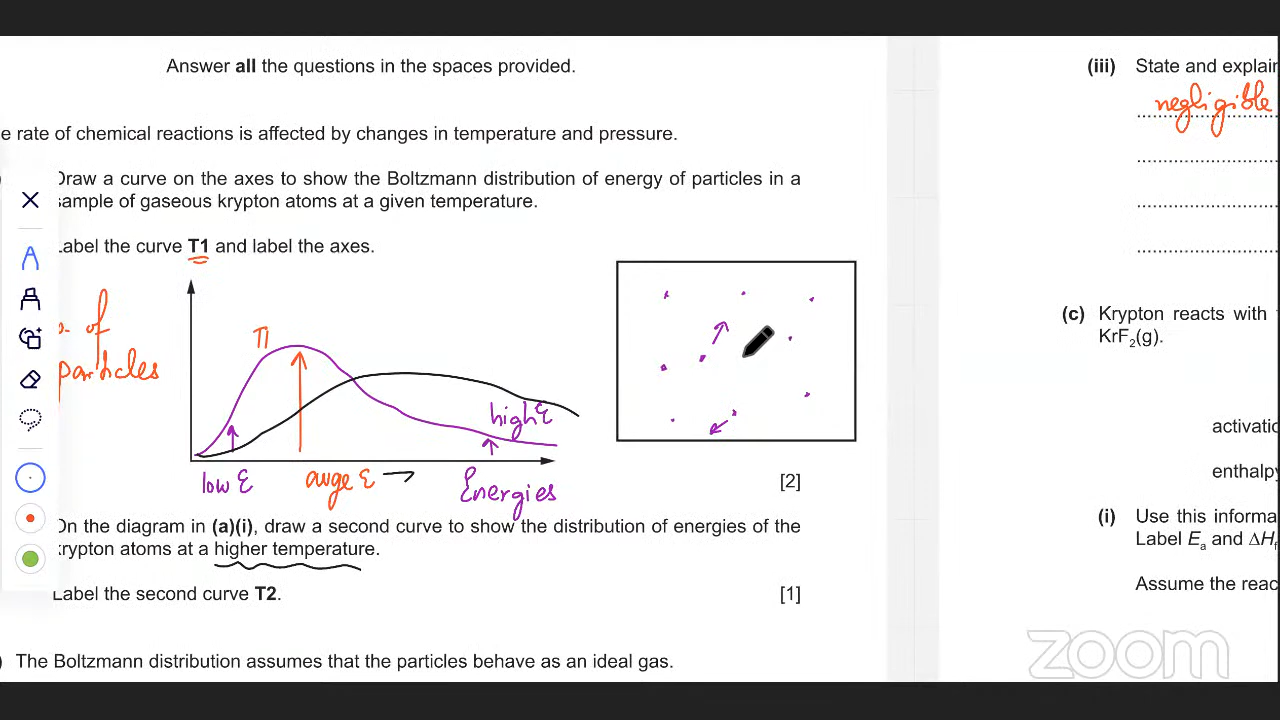 Answer all the questions in the spaces provided.
e rate of chemical reactions is affected by changes in temperature and pressure.
Draw a curve on the axes to show the Boltzmann distribution of energy of particles in a
sample of gaseous krypton atoms at a given temperature.
Label the curve T1 and label the axes.
of
particles
T1
high E
low E
Energies
[2]
On the diagram in (a)(i), draw a second curve to show the distribution of energies of the
krypton atoms at a higher temperature.
Label the second curve T2.
[1]
) The Boltzmann distribution assumes that the particles behave as an ideal gas.
(iii) State and explain
negligible
(c) Krypton reacts with
KrF2(g).
activatio
enthalpy
(i) Use this informa
Label Ea and ΔHf
Assume the reac
zoom